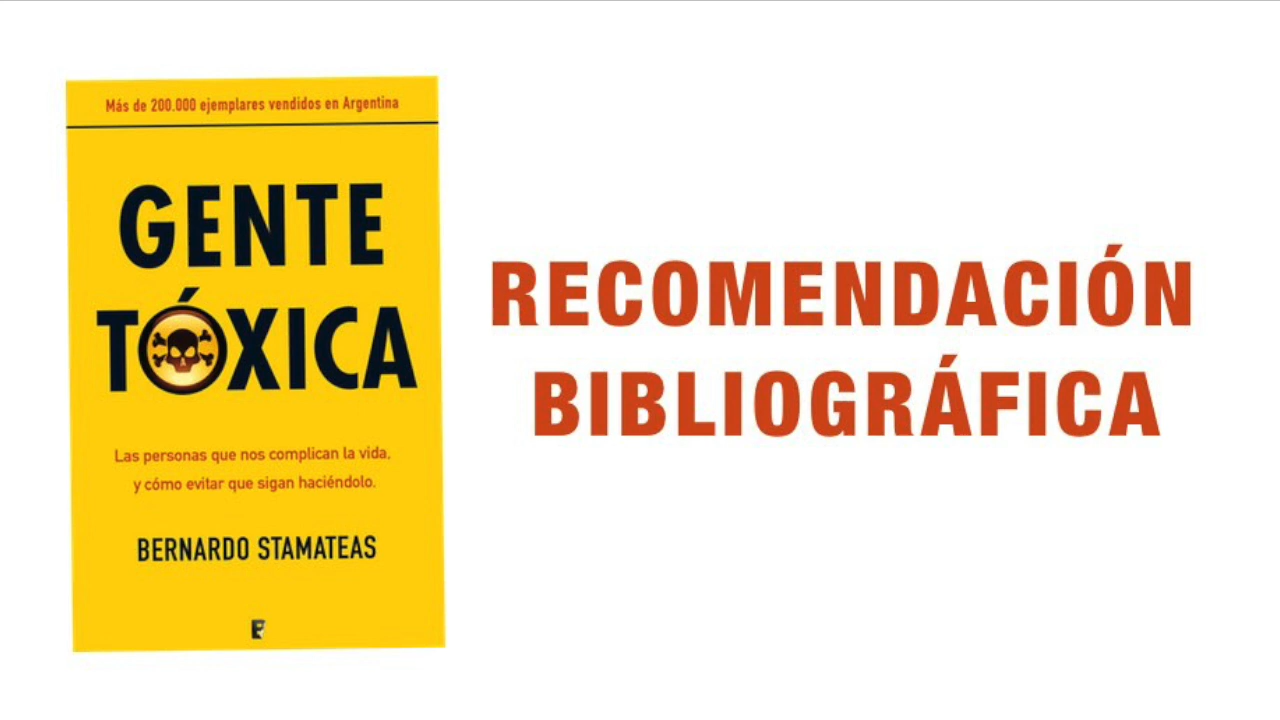 Más de 200.000 ejemplares vendidos en Argentina
GENTE
TÓXICA
Las personas que nos complican la vida,
y cómo evitar que sigan haciéndolo.
BERNARDO STAMATEAS
RECOMENDACIÓN
BIBLIOGRÁFICA